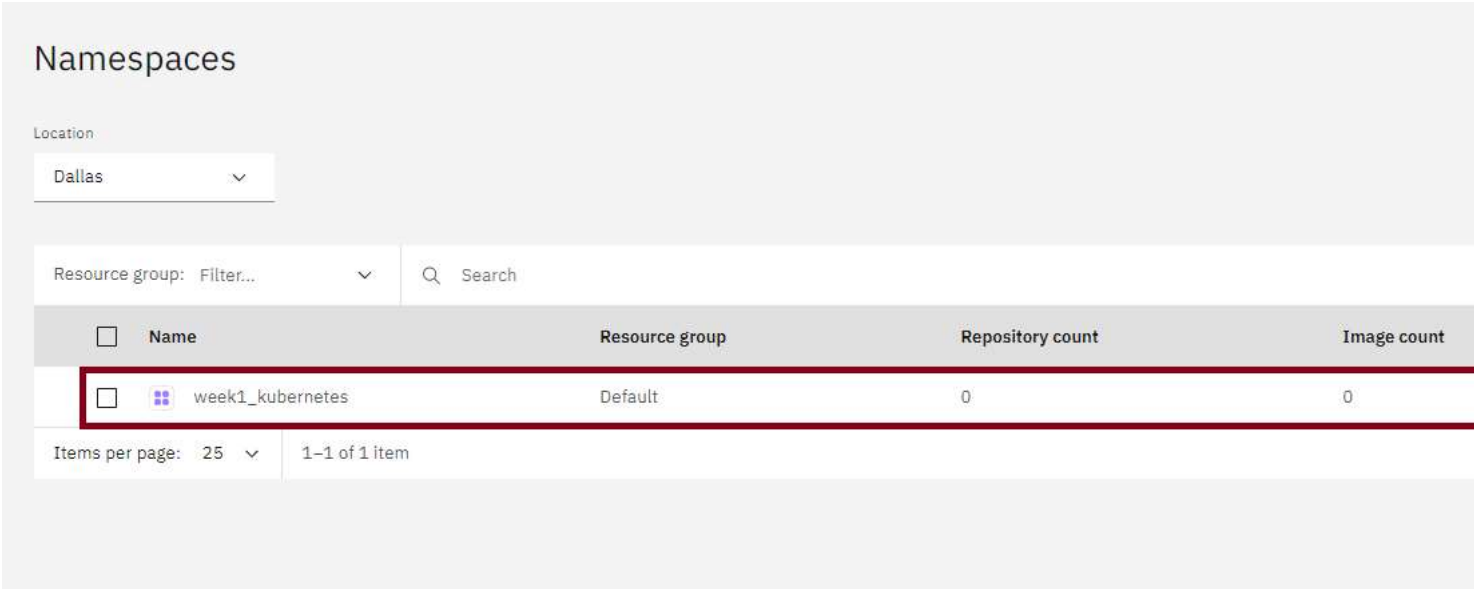 Namespaces
Location
Dallas
Resource group: Filter... Search
Name Resource group Repository count Image count
week1_kubernetes Default 0 0
Items per page: 25 1–1 of 1 item